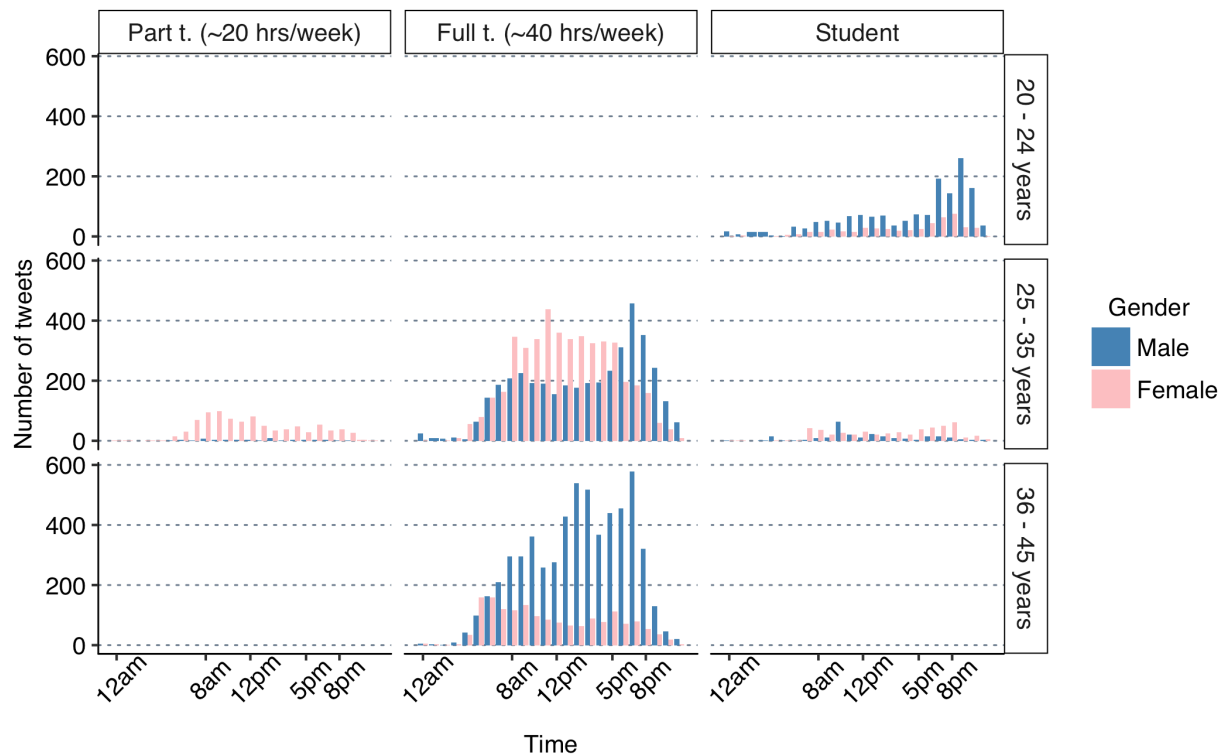 Part t. (~20 hrs/week)
Full t. (~40 hrs/week)
Student
600
400
200
0
20 - 24 years
600
400
200
0
25 - 35 years
600
400
200
0
36 - 45 years
Number of tweets
12am
8am
12pm
5pm
8pm
12am
8am
12pm
5pm
8pm
12am
8am
12pm
5pm
8pm
Time
Gender
Male
Female